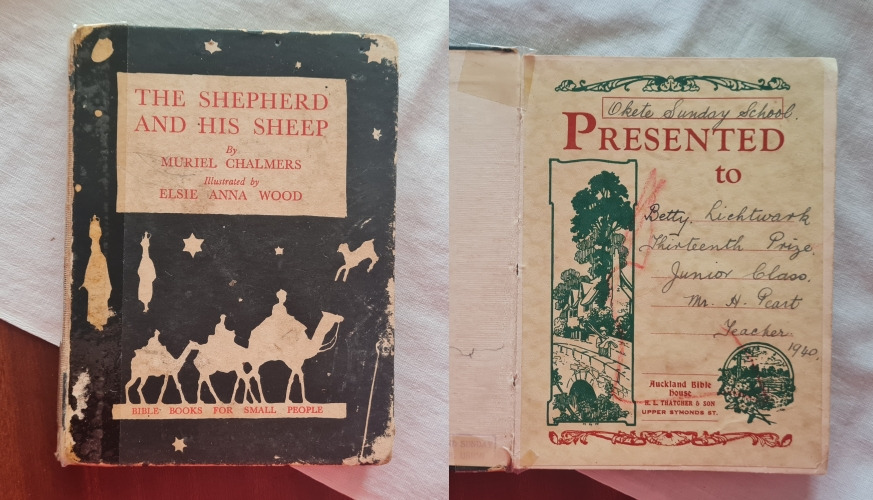 THE SHEPHERD
AND HIS SHEEP
By
MURIEL CHALMERS
Illustrated by
ELSIE ANNA WOOD
BIBLE BOOKS FOR SMALL PEOPLE
Okete Sunday School.
PRESENTED
to
Betty. Lichtwark
Thirteenth Prize.
Junior Class.
Mr. H. Peart
Teacher
1940.
Auckland Bible
House
H. L. THATCHER & SON
UPPER SYMONDS ST.